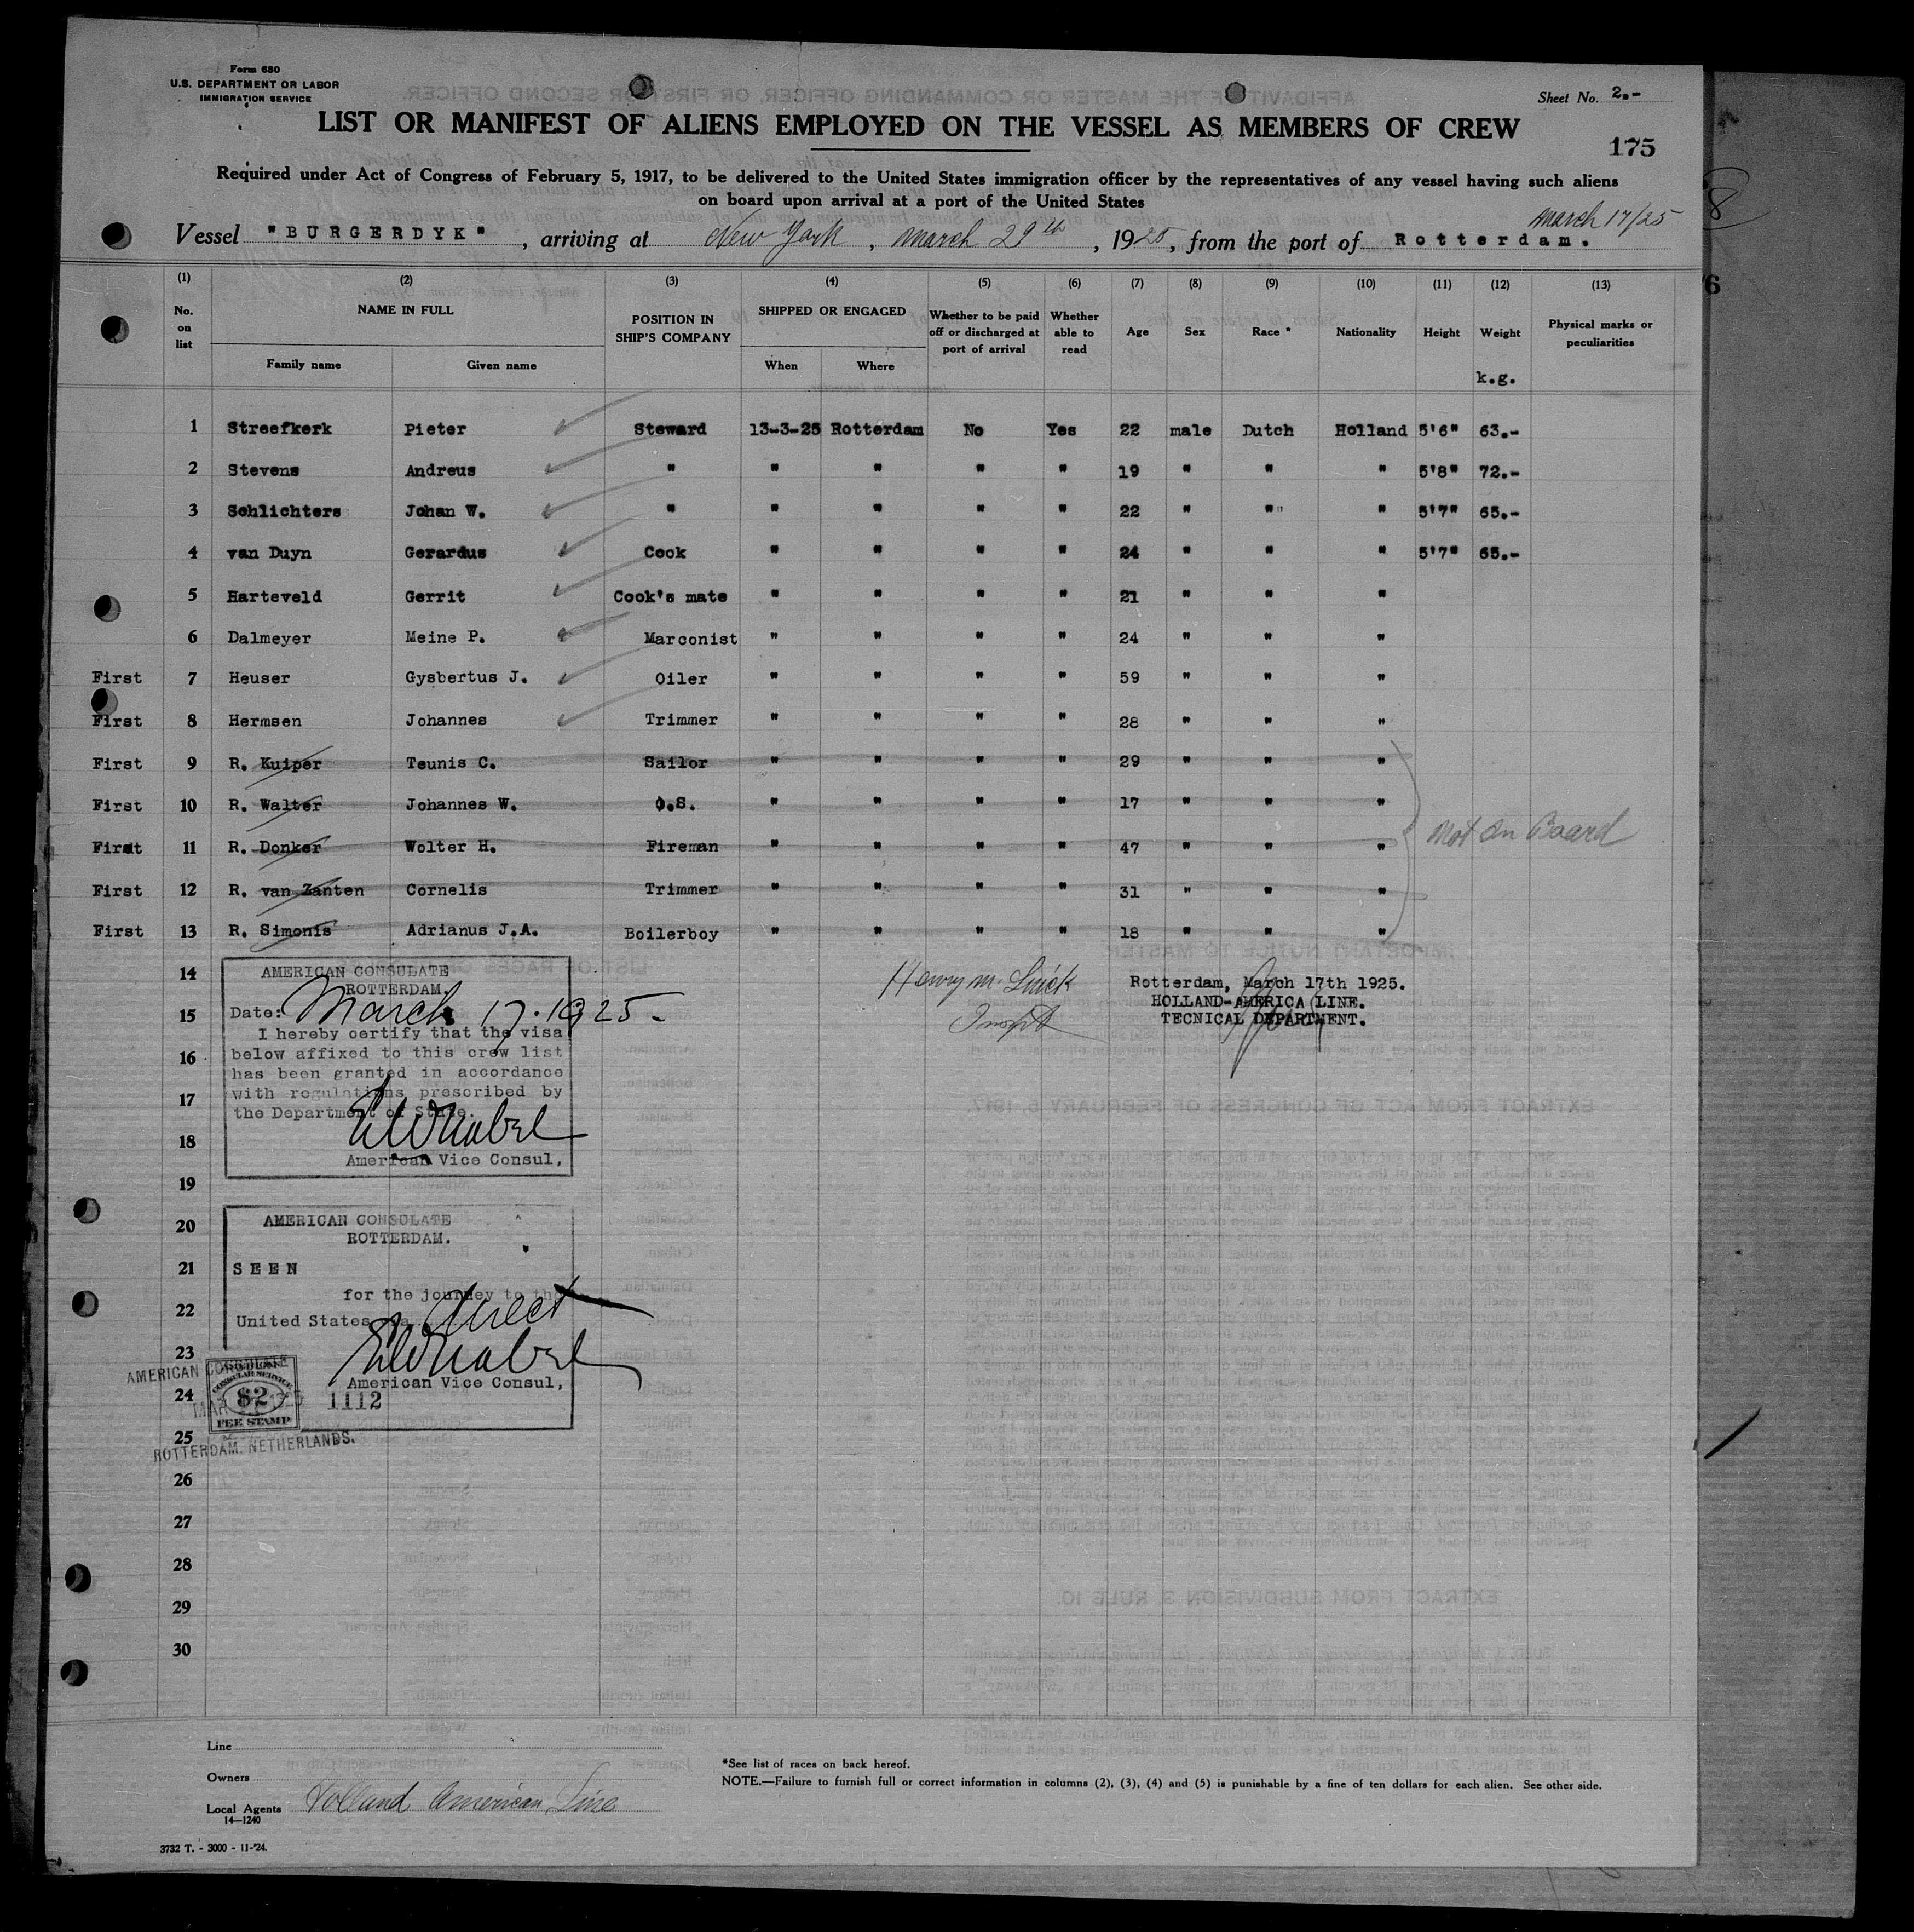 Form 680
U.S. DEPARTMENT OR LABOR
IMMIGRATION SERVICE
Sheet No. 2.-
LIST OR MANIFEST OF ALIENS EMPLOYED ON THE VESSEL AS MEMBERS OF CREW
175
Required under Act of Congress of February 5, 1917, to be delivered to the United States immigration officer by the representatives of any vessel having such aliens
on board upon arrival at a port of the United States
March 17/25
Vessel "BURGERDYK", arriving at New York, March 29th, 1925, from the port of Rotterdam.
(1) (2) (3) (4) (5) (6) (7) (8) (9) (10) (11) (12) (13)
No. on list NAME IN FULL POSITION IN SHIP'S COMPANY SHIPPED OR ENGAGED Whether to be paid off or discharged at port of arrival Whether able to read Age Sex Race * Nationality Height Weight Physical marks or peculiarities
Family name Given name When Where k.g.
1 Streefkerk Pieter Steward 13-3-25 Rotterdam No Yes 22 male Dutch Holland 5'6" 63.-
2 Stevens Andreus " " " " " 19 " " " 5'8" 72.-
3 Schlichters Johan W. " " " " " 22 " " " 5'7" 65.-
4 van Duyn Gerardus Cook " " " " 24 " " " 5'7" 65.-
5 Harteveld Gerrit Cook's mate " " " " 21 " " "
6 Dalmeyer Meine P. Marconist " " " " 24 " " "
First 7 Heuser Gysbertus J. Oiler " " " " 59 " " "
First 8 Hermsen Johannes Trimmer " " " " 28 " " "
First 9 R. Kuiper Teunis C. Sailor " " " " 29 " " "
First 10 R. Walter Johannes W. O.S. " " " " 17 " " "
First 11 R. Donker Wolter H. Fireman " " " " 47 " " "
Not on Board
First 12 R. van Zanten Cornelis Trimmer " " " " 31 " " "
First 13 R. Simonis Adrianus J.A. Boilerboy " " " " 18 " " "
14
15
16
17
18
19
20
21
22
23
24
25
26
27
28
29
30
AMERICAN CONSULATE
ROTTERDAM.
Date: March 17. 1925.
I hereby certify that the visa
below affixed to this crew list
has been granted in accordance
with regulations prescribed by
the Department of State.
American Vice Consul,
Henry M.
Rotterdam, March 17th 1925.
HOLLAND-AMERICA LINE.
TECNICAL DEPARTMENT.
AMERICAN CONSULATE
ROTTERDAM.
SEEN
for the journey to the
United States direct
American Vice Consul,
1112
AMERICAN CONSULATE
CONSULAR SERVICE
$2
FEE STAMP
ROTTERDAM, NETHERLANDS.
Line
Owners
Local Agents Holland American Line
14—1240
*See list of races on back hereof.
NOTE.—Failure to furnish full or correct information in columns (2), (3), (4) and (5) is punishable by a fine of ten dollars for each alien. See other side.
3732 T. - 3000 - 11-'24.